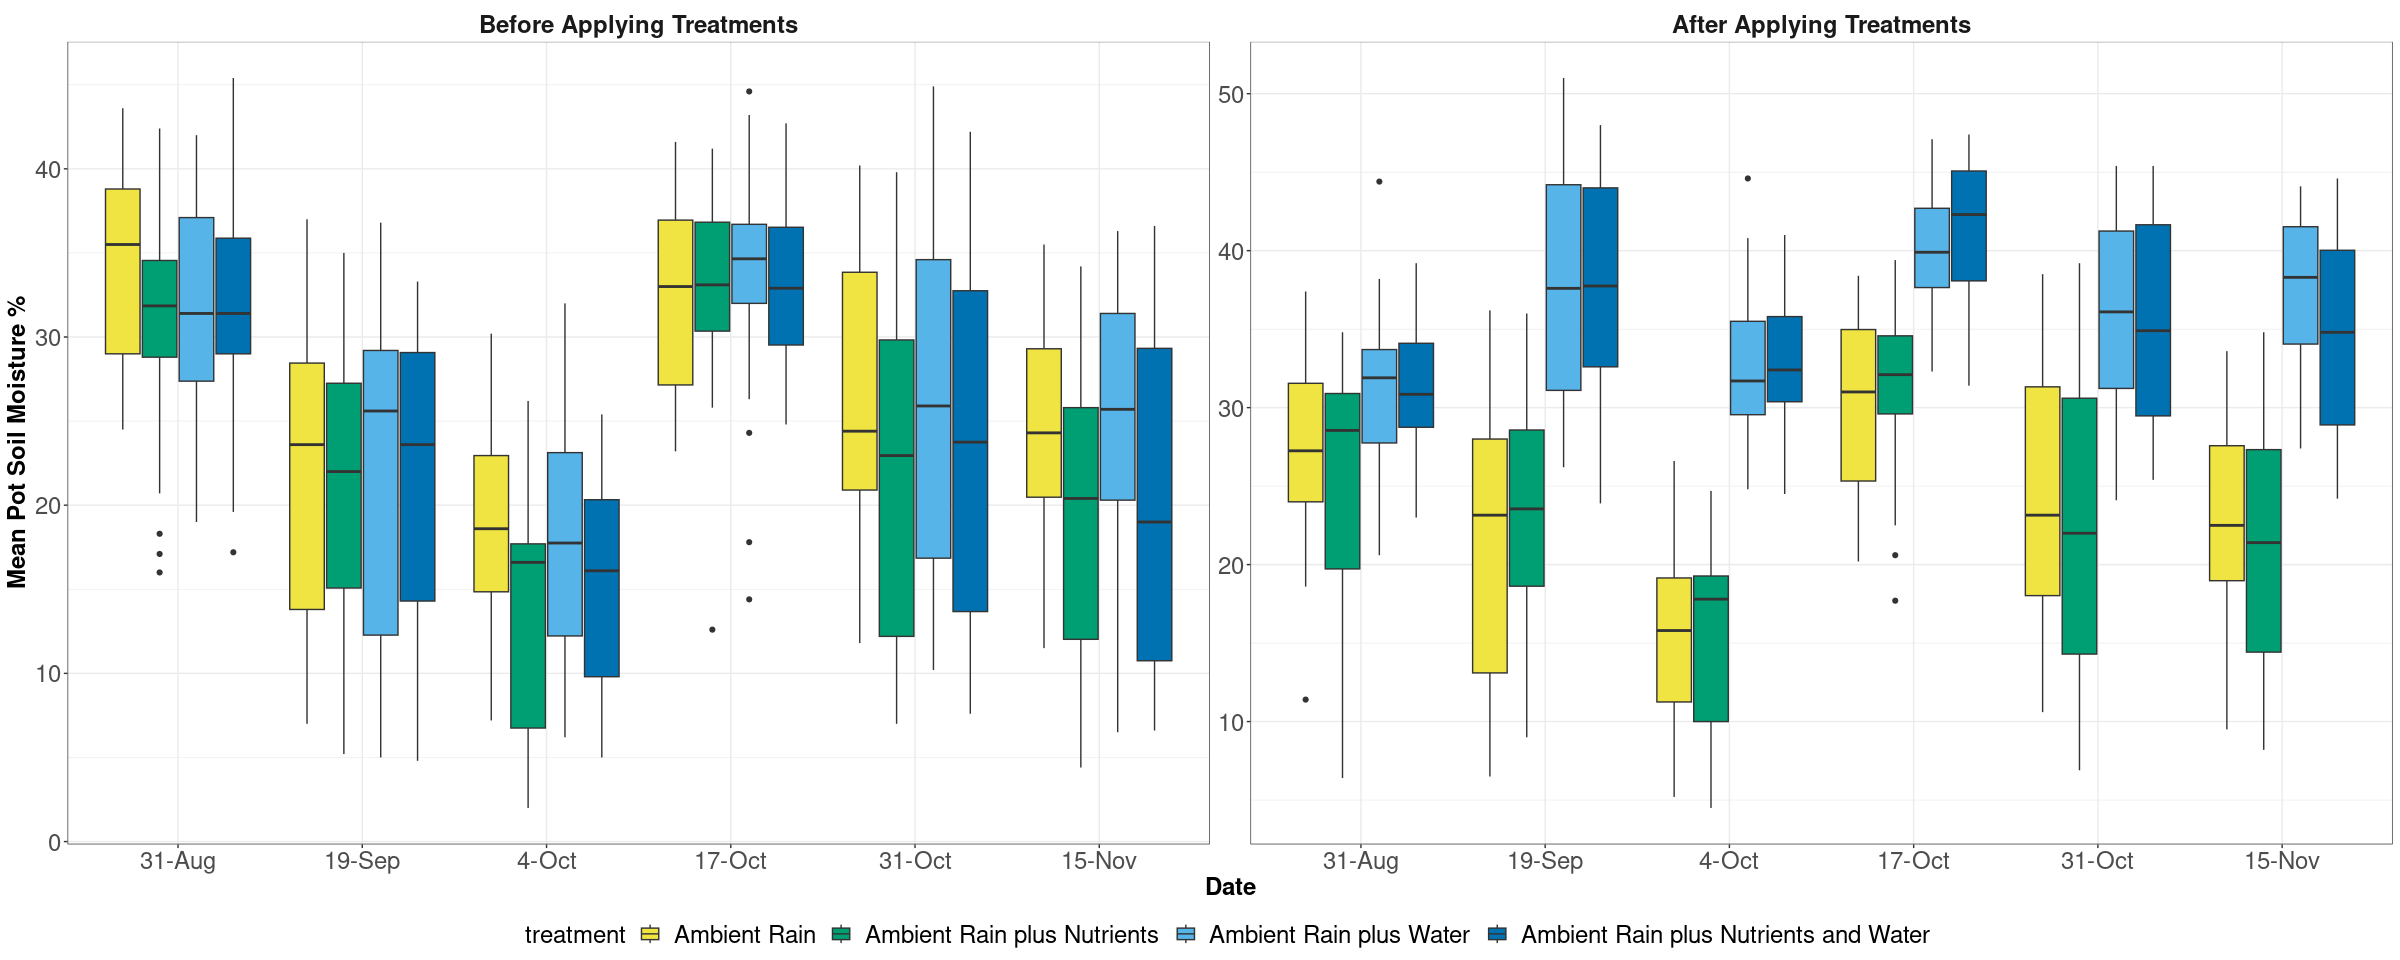 Before Applying Treatments
After Applying Treatments
Mean Pot Soil Moisture %
40
30
20
10
0
50
40
30
20
10
31-Aug 19-Sep 4-Oct 17-Oct 31-Oct 15-Nov
31-Aug 19-Sep 4-Oct 17-Oct 31-Oct 15-Nov
Date
treatment Ambient Rain Ambient Rain plus Nutrients Ambient Rain plus Water Ambient Rain plus Nutrients and Water